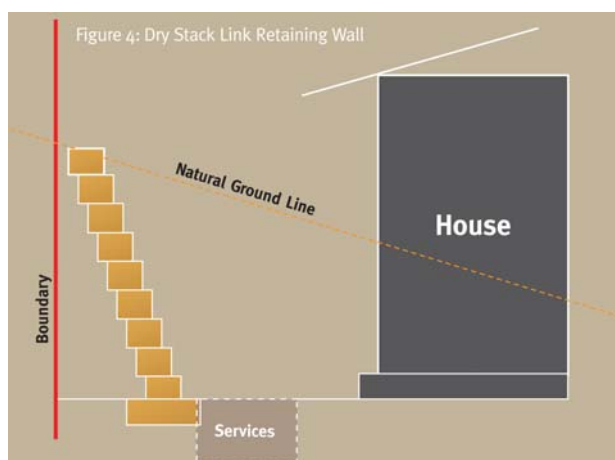 Figure 4: Dry Stack Link Retaining Wall
Natural Ground Line
House
Boundary
Services